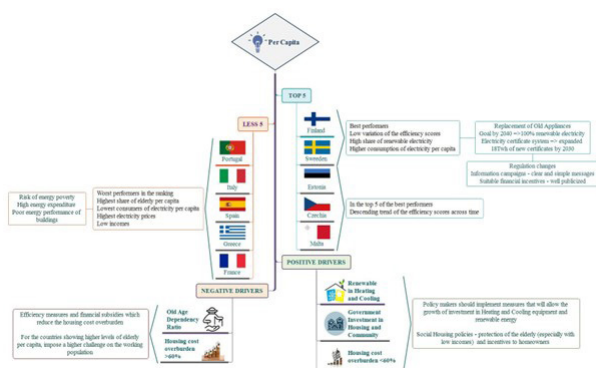 Per Capita
TOP 5
LESS 5
Portugal
Italy
Spain
Greece
France
Finland
Sweden
Estonia
Czechia
Malta
Best performers
Low variation of the efficiency scores
High share of renewable electricity
Higher consumption of electricity per capita
Replacement of Old Appliances
Goal by 2040 =>100% renewable electricity
Electricity certificate system => expanded
18TWh of new certificates by 2030
Regulation changes
Information campaigns - clear and simple messages
Suitable financial incentives - well publicized
In the top 5 of the best performers
Descending trend of the efficiency scores across time
Risk of energy poverty
High energy expenditure
Poor energy performance of
buildings
Worst performers in the ranking
Highest share of elderly per capita
Lowest consumers of electricity per capita
Highest electricity prices
Low incomes
POSITIVE DRIVERS
NEGATIVE DRIVERS
Renewable
in Heating
and Cooling
Government
Investment in
Housing and
Community
Housing cost
overburden <60%
Policy makers should implement measures that will allow the
growth of investment in Heating and Cooling equipment and
renewable energy
Social Housing policies - protection of the elderly (especially with
low incomes) and incentives to homeowners
Old Age
Dependency
Ratio
Housing cost
overburden
>60%
Efficiency measures and financial subsidies which
reduce the housing cost overburden
For the countries showing higher levels of elderly
per capita, impose a higher challenge on the working
population